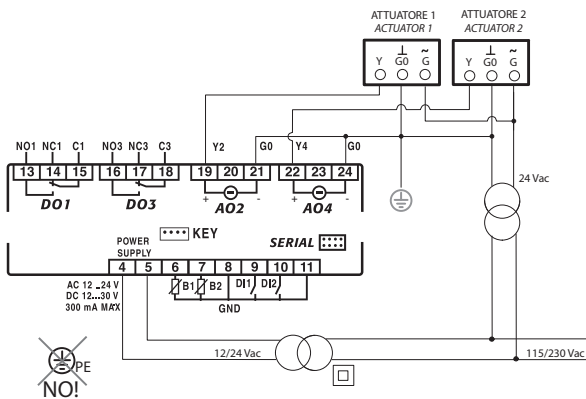 ATTUATORE 1
ACTUATOR 1
ATTUATORE 2
ACTUATOR 2
Y G0 G
Y G0 G
~
~
NO1 NC1 C1 NO3 NC3 C3 Y2 G0 Y4 G0
13 14 15 16 17 18 19 20 21 22 23 24
+ - + -
DO1 DO3 AO2 AO4
24 Vac
KEY
SERIAL
POWER
SUPPLY
4 5 6 7 8 9 10 11
AC 12 ..24 V
DC 12...30 V
300 mA MAX
B1 B2 DI1 DI2
GND
12/24 Vac
115/230 Vac
PE
NO!